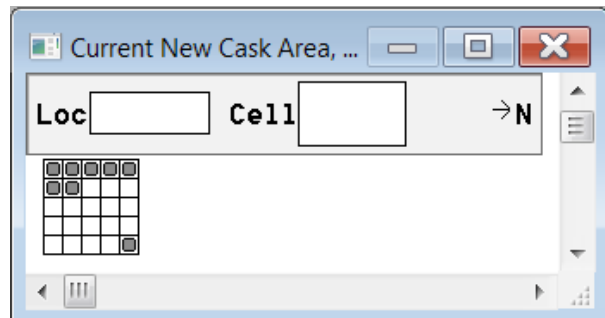 Current New Cask Area, ...
Loc Cell →N